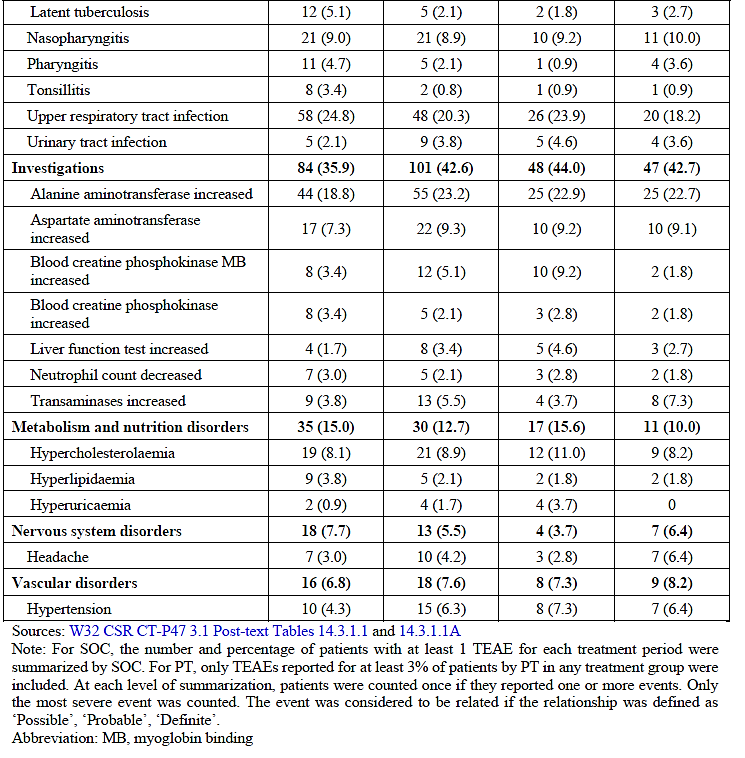 Latent tuberculosis 12 (5.1) 5 (2.1) 2 (1.8) 3 (2.7)
Nasopharyngitis 21 (9.0) 21 (8.9) 10 (9.2) 11 (10.0)
Pharyngitis 11 (4.7) 5 (2.1) 1 (0.9) 4 (3.6)
Tonsillitis 8 (3.4) 2 (0.8) 1 (0.9) 1 (0.9)
Upper respiratory tract infection 58 (24.8) 48 (20.3) 26 (23.9) 20 (18.2)
Urinary tract infection 5 (2.1) 9 (3.8) 5 (4.6) 4 (3.6)
Investigations 84 (35.9) 101 (42.6) 48 (44.0) 47 (42.7)
Alanine aminotransferase increased 44 (18.8) 55 (23.2) 25 (22.9) 25 (22.7)
Aspartate aminotransferase
increased 17 (7.3) 22 (9.3) 10 (9.2) 10 (9.1)
Blood creatine phosphokinase MB
increased 8 (3.4) 12 (5.1) 10 (9.2) 2 (1.8)
Blood creatine phosphokinase
increased 8 (3.4) 5 (2.1) 3 (2.8) 2 (1.8)
Liver function test increased 4 (1.7) 8 (3.4) 5 (4.6) 3 (2.7)
Neutrophil count decreased 7 (3.0) 5 (2.1) 3 (2.8) 2 (1.8)
Transaminases increased 9 (3.8) 13 (5.5) 4 (3.7) 8 (7.3)
Metabolism and nutrition disorders 35 (15.0) 30 (12.7) 17 (15.6) 11 (10.0)
Hypercholesterolaemia 19 (8.1) 21 (8.9) 12 (11.0) 9 (8.2)
Hyperlipidaemia 9 (3.8) 5 (2.1) 2 (1.8) 2 (1.8)
Hyperuricaemia 2 (0.9) 4 (1.7) 4 (3.7) 0
Nervous system disorders 18 (7.7) 13 (5.5) 4 (3.7) 7 (6.4)
Headache 7 (3.0) 10 (4.2) 3 (2.8) 7 (6.4)
Vascular disorders 16 (6.8) 18 (7.6) 8 (7.3) 9 (8.2)
Hypertension 10 (4.3) 15 (6.3) 8 (7.3) 7 (6.4)
Sources: W32 CSR CT-P47 3.1 Post-text Tables 14.3.1.1 and 14.3.1.1A
Note: For SOC, the number and percentage of patients with at least 1 TEAE for each treatment period were
summarized by SOC. For PT, only TEAEs reported for at least 3% of patients by PT in any treatment group were
included. At each level of summarization, patients were counted once if they reported one or more events. Only
the most severe event was counted. The event was considered to be related if the relationship was defined as
‘Possible’, ‘Probable’, ‘Definite’.
Abbreviation: MB, myoglobin binding